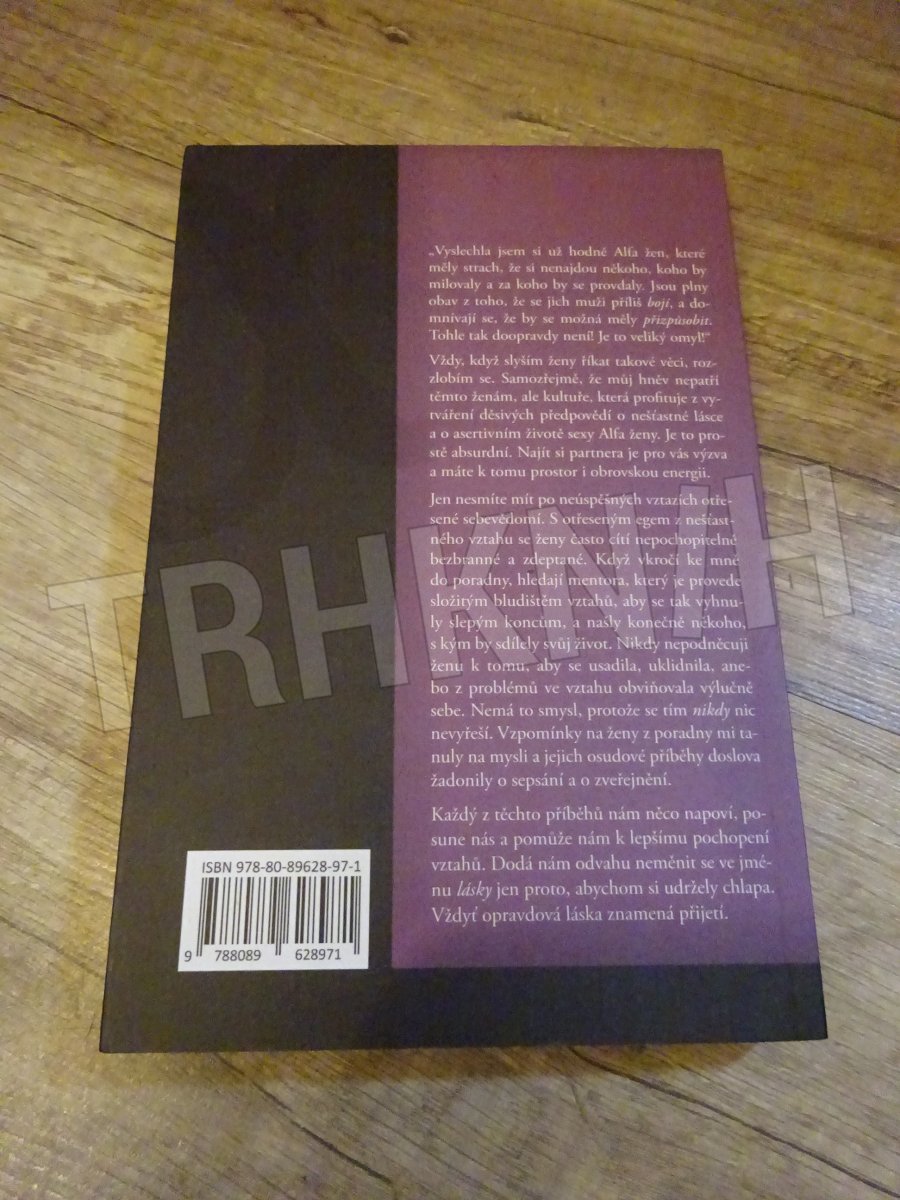 „Vyslechla jsem si už hodně Alfa žen, které
měly strach, že si nenajdou někoho, koho by
milovaly a za koho by se provdaly. Jsou plny
obav z toho, že se jich muži příliš bojí, a do-
mnívají se, že by se možná měly přizpůsobit.
Tohle tak doopravdy není! Je to veliký omyl!“
Vždy, když slyším ženy říkat takové věci, roz-
zlobím se. Samozřejmě, že můj hněv nepatří
těmto ženám, ale kultuře, která profituje z vy-
tváření děsivých předpovědí o nešťastné lásce
a o asertivním životě sexy Alfa ženy. Je to pro-
stě absurdní. Najít si partnera je pro vás výzva
a máte k tomu prostor i obrovskou energii.
Jen nesmíte mít po neúspěšných vztazích otře-
sené sebevědomí. S otřeseným egem z nešťast-
ného vztahu se ženy často cítí nepochopitelně
bezbranné a zdeptané. Když vkročí ke mně
do poradny, hledají mentora, který je provede
složitým bludištěm vztahů, aby se tak vyhnu-
ly slepým koncům, a našly konečně někoho,
s kým by sdílely svůj život. Nikdy nepodněcuji
ženu k tomu, aby se usadila, uklidnila, ane-
bo z problémů ve vztahu obviňovala výlučně
sebe. Nemá to smysl, protože se tím nikdy nic
nevyřeší. Vzpomínky na ženy z poradny mi ta-
nuly na mysli a jejich osudové příběhy doslova
žadonily o sepsání a o zveřejnění.
Každý z těchto příběhů nám něco napoví, po-
sune nás a pomůže nám k lepšímu pochopení
vztahů. Dodá nám odvahu neměnit se ve jmé-
nu lásky jen proto, abychom si udržely chlapa.
Vždyť opravdová láska znamená přijetí.
TRHKNIH
ISBN 978-80-89628-97-1
9 788089 628971